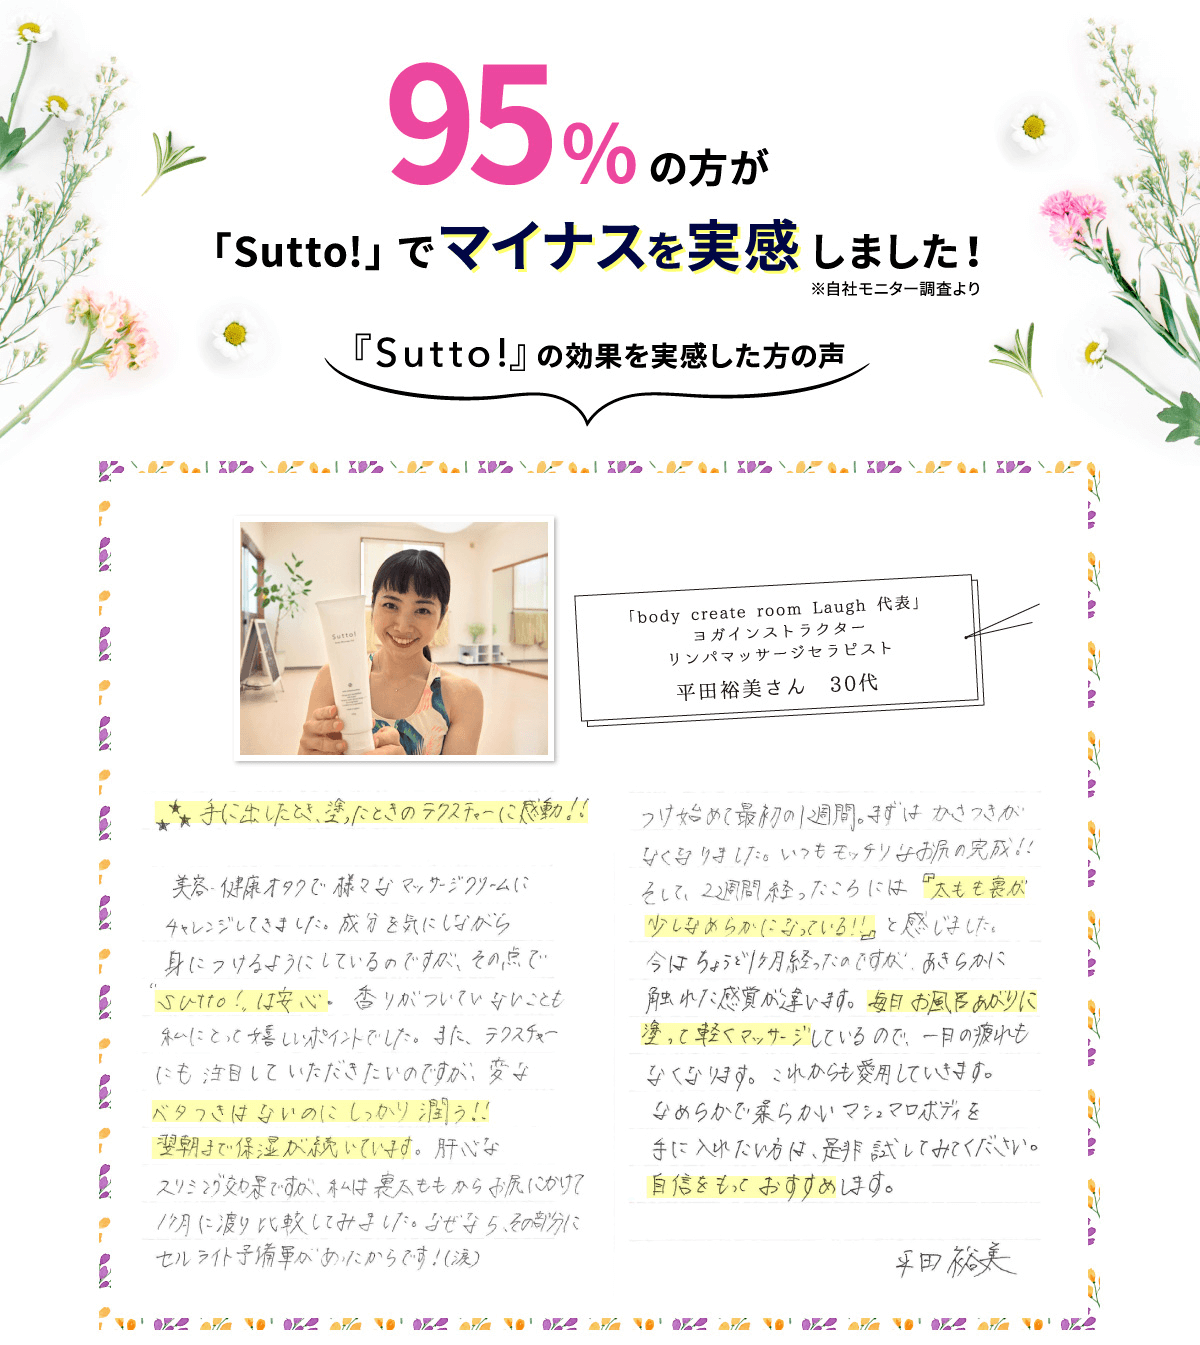 95%の方が
「Sutto!」でマイナスを実感しました！
※自社モニター調査より
『Sutto!』の効果を実感した方の声
Sutto!
「body create room Laugh 代表」
ヨガインストラクター
リンパマッサージセラピスト
平田裕美さん 30代
手に出したとき、塗ったときのテクスチャーに感動!!
美容・健康オタクで様々なマッサージクリームに
チャレンジしてきました。成分を気にしながら
身につけるようにしているのですが、その点で
"Sutto!"は安心。香りがついていないことも
私にとって嬉しいポイントでした。また、テクスチャー
にも注目していただきたいのですが、変な
ベタつきはないのにしっかり潤う!!
翌朝まで保湿が続いています。肝心な
スリミング効果ですが、私は裏太ももからお尻にかけて
1ヶ月に渡り比較してみました。なぜなら、その部分に
セルライト予備軍があったからです!(涙)
つけ始めて最初の1週間。まずはかさつきが
なくなりました。いつもモッチリなお尻の完成!!
そして、2週間経ったころには『太もも裏が
少しなめらかになっている!!』と感じました。
今はちょうど1ヶ月経ったのですが、あきらかに
触れた感覚が違います。毎日お風呂あがりに
塗って軽くマッサージしているので、一日の疲れも
なくなります。これからも愛用していきます。
なめらかで柔らかいマシュマロボディを
手に入れたい方は、是非試してみてください。
自信をもっておすすめします。
平田裕美